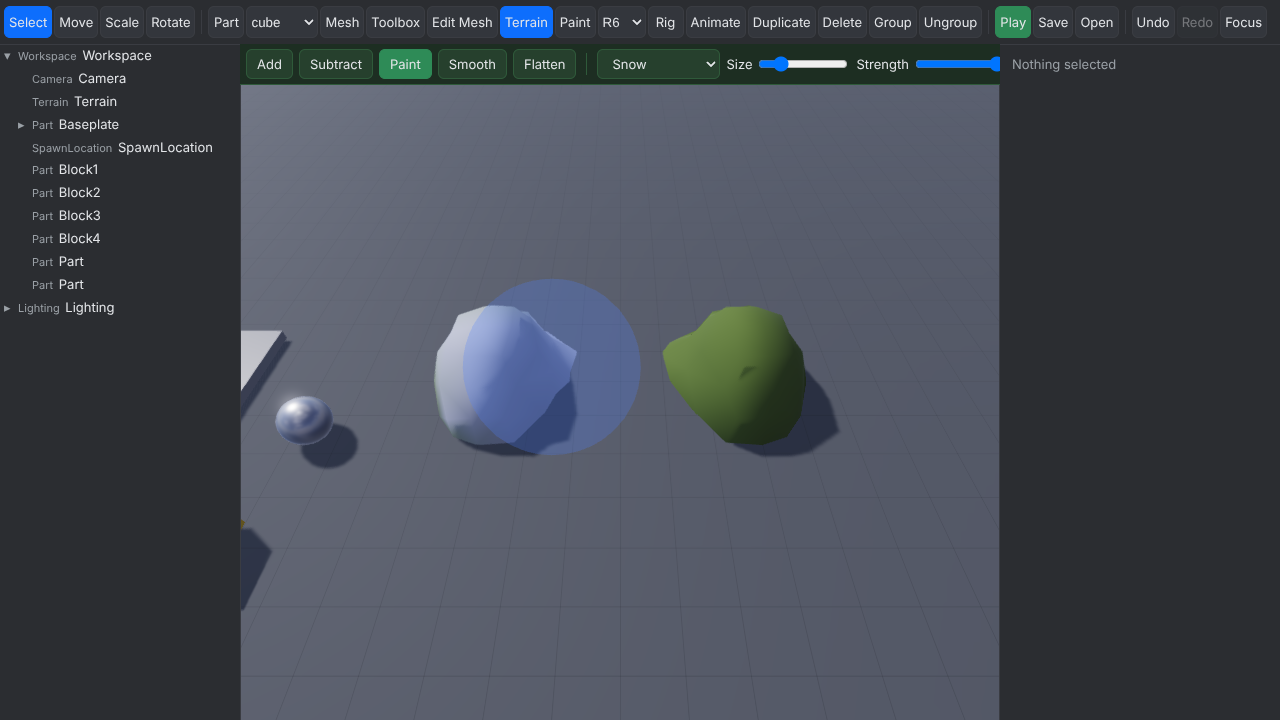 Select Move Scale Rotate Part cube Mesh Toolbox Edit Mesh Terrain Paint R6 Rig Animate Duplicate Delete Group Ungroup Play Save Open Undo Redo Focus
Add Subtract Paint Smooth Flatten Snow Size Strength
Nothing selected
Workspace Workspace
Camera Camera
Terrain Terrain
Part Baseplate
SpawnLocation SpawnLocation
Part Block1
Part Block2
Part Block3
Part Block4
Part Part
Part Part
Lighting Lighting